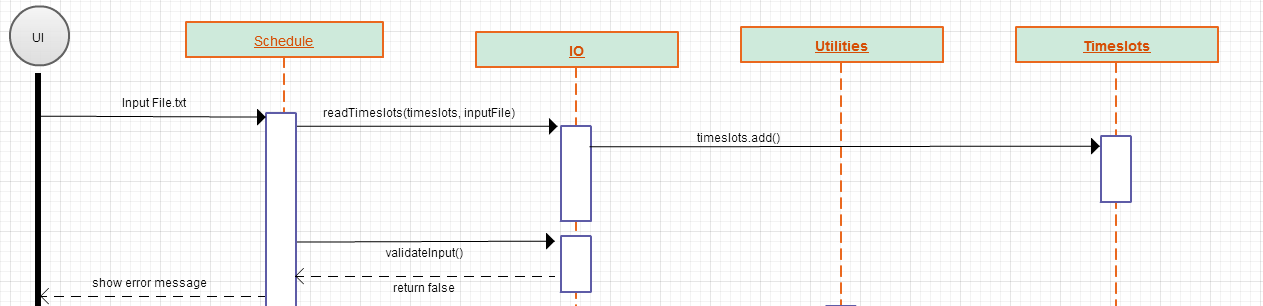 UI
Schedule
IO
Utilities
Timeslots
Input File.txt
readTimeslots(timeslots, inputFile)
timeslots.add()
validateInput()
return false
show error message